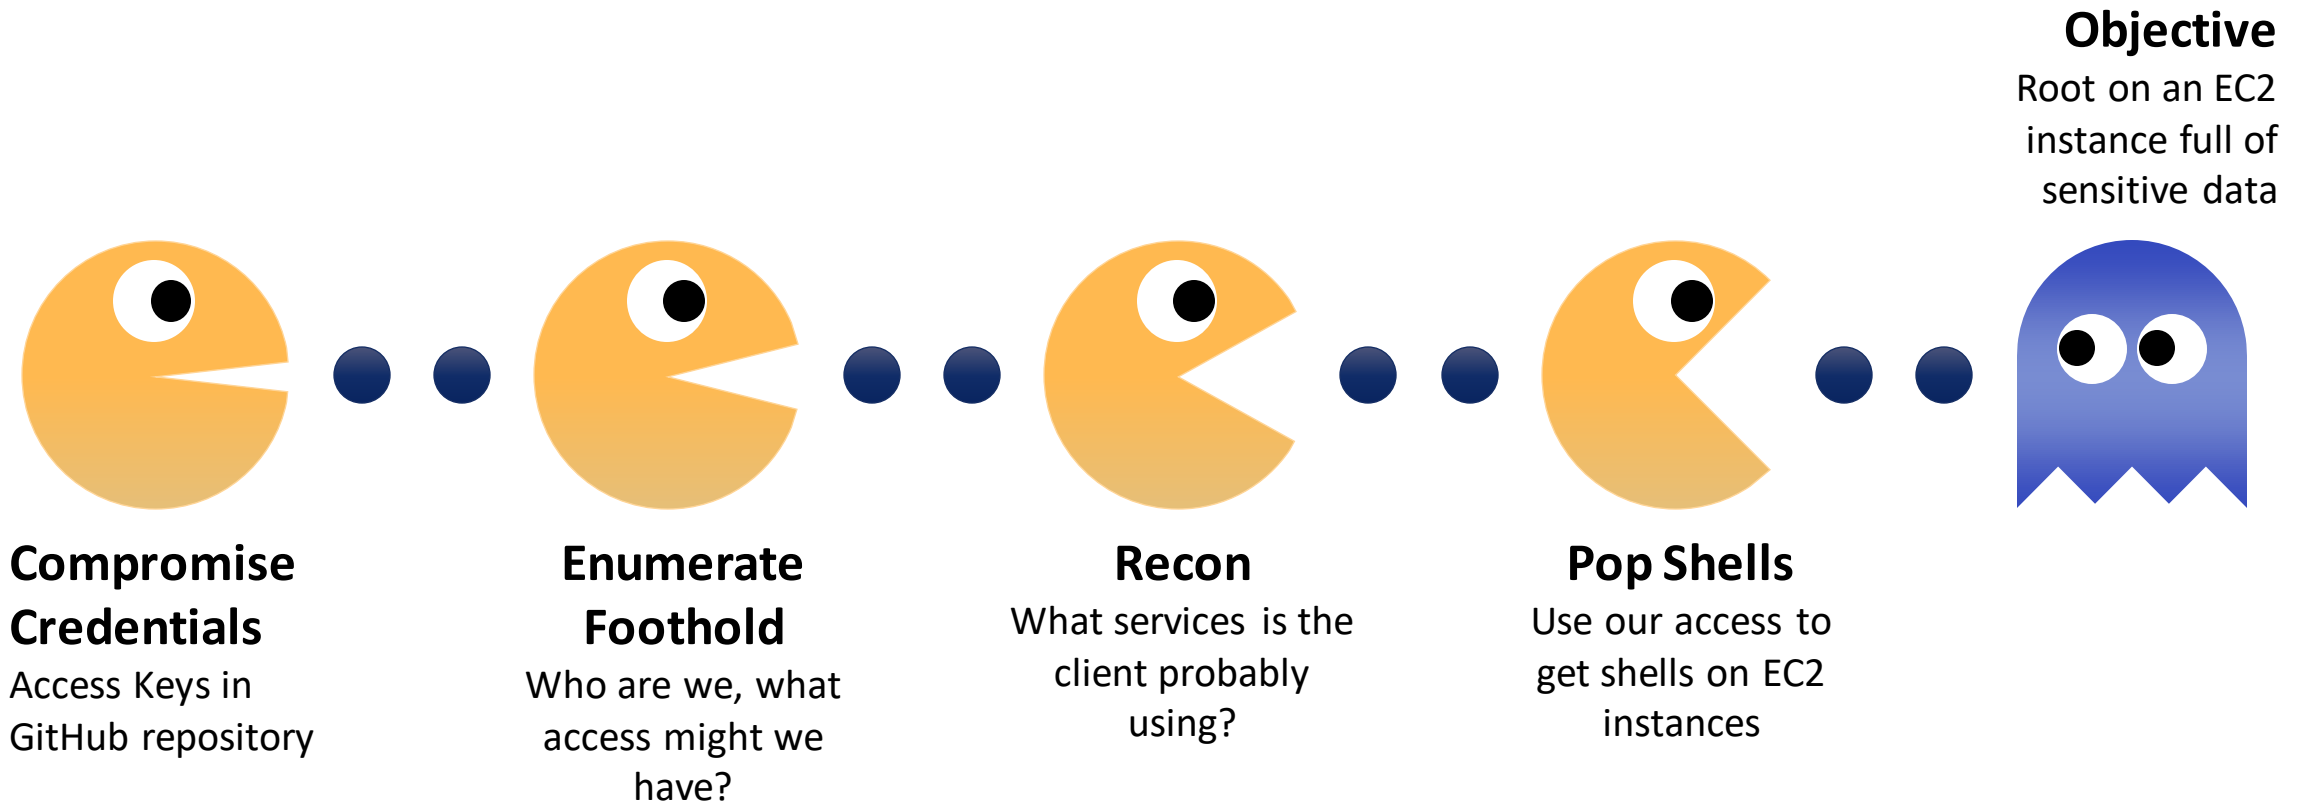 Compromise
Credentials
Access Keys in
GitHub repository
Enumerate
Foothold
Who are we, what
access might we
have?
Recon
What services is the
client probably
using?
Pop Shells
Use our access to
get shells on EC2
instances
Objective
Root on an EC2
instance full of
sensitive data